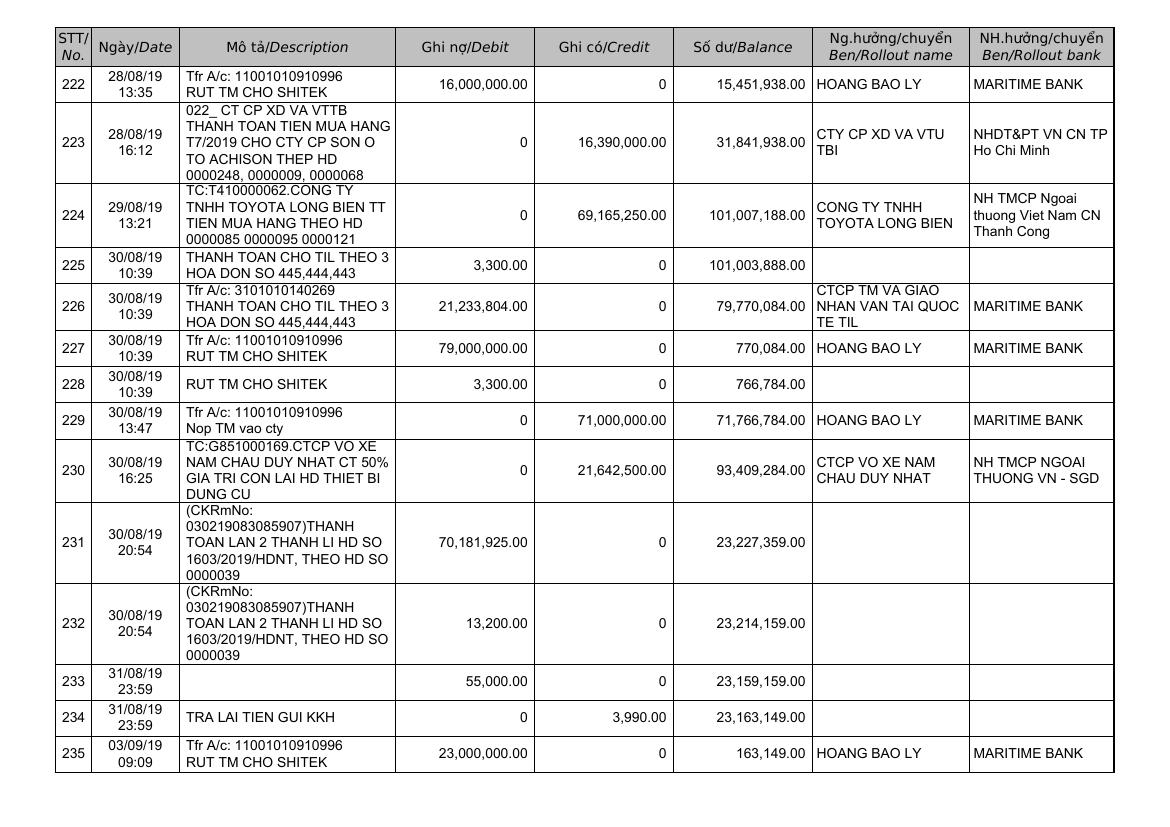 STT/ Ngày/Date Mô tả/Description Ghi nợ/Debit Ghi có/Credit Số dư/Balance Ng.hưởng/chuyển NH.hưởng/chuyển
No. Ben/Rollout name Ben/Rollout bank
222 28/08/19 Tfr A/c: 11001010910996 16,000,000.00 0 15,451,938.00 HOANG BAO LY MARITIME BANK
13:35 RUT TM CHO SHITEK
022_ CT CP XD VA VTTB
THANH TOAN TIEN MUA HANG
223 28/08/19 T7/2019 CHO CTY CP SON O 0 16,390,000.00 31,841,938.00 CTY CP XD VA VTU NHDT&PT VN CN TP
16:12 TO ACHISON THEP HD TBI Ho Chi Minh
0000248, 0000009, 0000068
TC:T410000062.CONG TY
224 29/08/19 TNHH TOYOTA LONG BIEN TT 0 69,165,250.00 101,007,188.00 CONG TY TNHH NH TMCP Ngoai
13:21 TIEN MUA HANG THEO HD TOYOTA LONG BIEN thuong Viet Nam CN
0000085 0000095 0000121 Thanh Cong
225 30/08/19 THANH TOAN CHO TIL THEO 3 3,300.00 0 101,003,888.00
10:39 HOA DON SO 445,444,443
Tfr A/c: 3101010140269 CTCP TM VA GIAO
226 30/08/19 THANH TOAN CHO TIL THEO 3 21,233,804.00 0 79,770,084.00 NHAN VAN TAI QUOC MARITIME BANK
10:39 HOA DON SO 445,444,443 TE TIL
227 30/08/19 Tfr A/c: 11001010910996 79,000,000.00 0 770,084.00 HOANG BAO LY MARITIME BANK
10:39 RUT TM CHO SHITEK
228 30/08/19 RUT TM CHO SHITEK 3,300.00 0 766,784.00
10:39
229 30/08/19 Tfr A/c: 11001010910996 0 71,000,000.00 71,766,784.00 HOANG BAO LY MARITIME BANK
13:47 Nop TM vao cty
TC:G851000169.CTCP VO XE
230 30/08/19 NAM CHAU DUY NHAT CT 50% 0 21,642,500.00 93,409,284.00 CTCP VO XE NAM NH TMCP NGOAI
16:25 GIA TRI CON LAI HD THIET BI CHAU DUY NHAT THUONG VN - SGD
DUNG CU
(CKRmNo:
030219083085907)THANH
231 30/08/19 TOAN LAN 2 THANH LI HD SO 70,181,925.00 0 23,227,359.00
20:54 1603/2019/HDNT, THEO HD SO
0000039
(CKRmNo:
030219083085907)THANH
232 30/08/19 TOAN LAN 2 THANH LI HD SO 13,200.00 0 23,214,159.00
20:54 1603/2019/HDNT, THEO HD SO
0000039
233 31/08/19 55,000.00 0 23,159,159.00
23:59
234 31/08/19 TRA LAI TIEN GUI KKH 0 3,990.00 23,163,149.00
23:59
235 03/09/19 Tfr A/c: 11001010910996 23,000,000.00 0 163,149.00 HOANG BAO LY MARITIME BANK
09:09 RUT TM CHO SHITEK